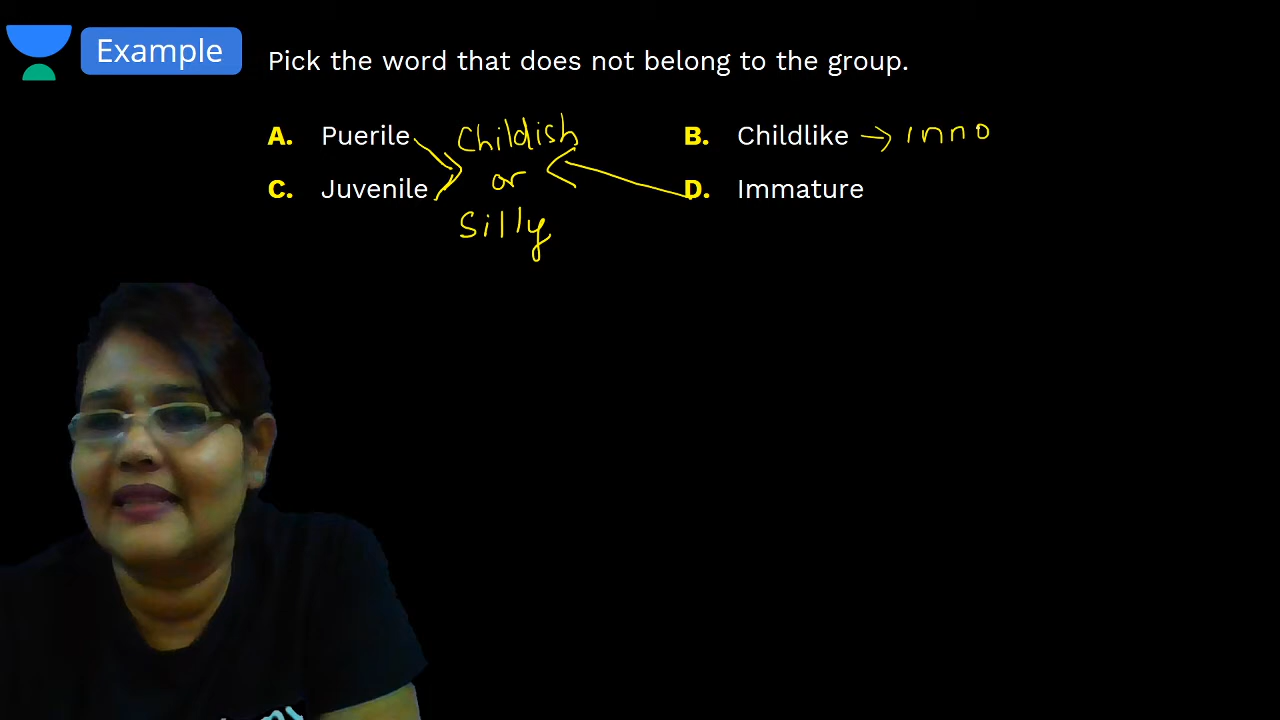 Example
Pick the word that does not belong to the group.
A. Puerile
Childish
B. Childlike → inno
or
C. Juvenile
D. Immature
Silly